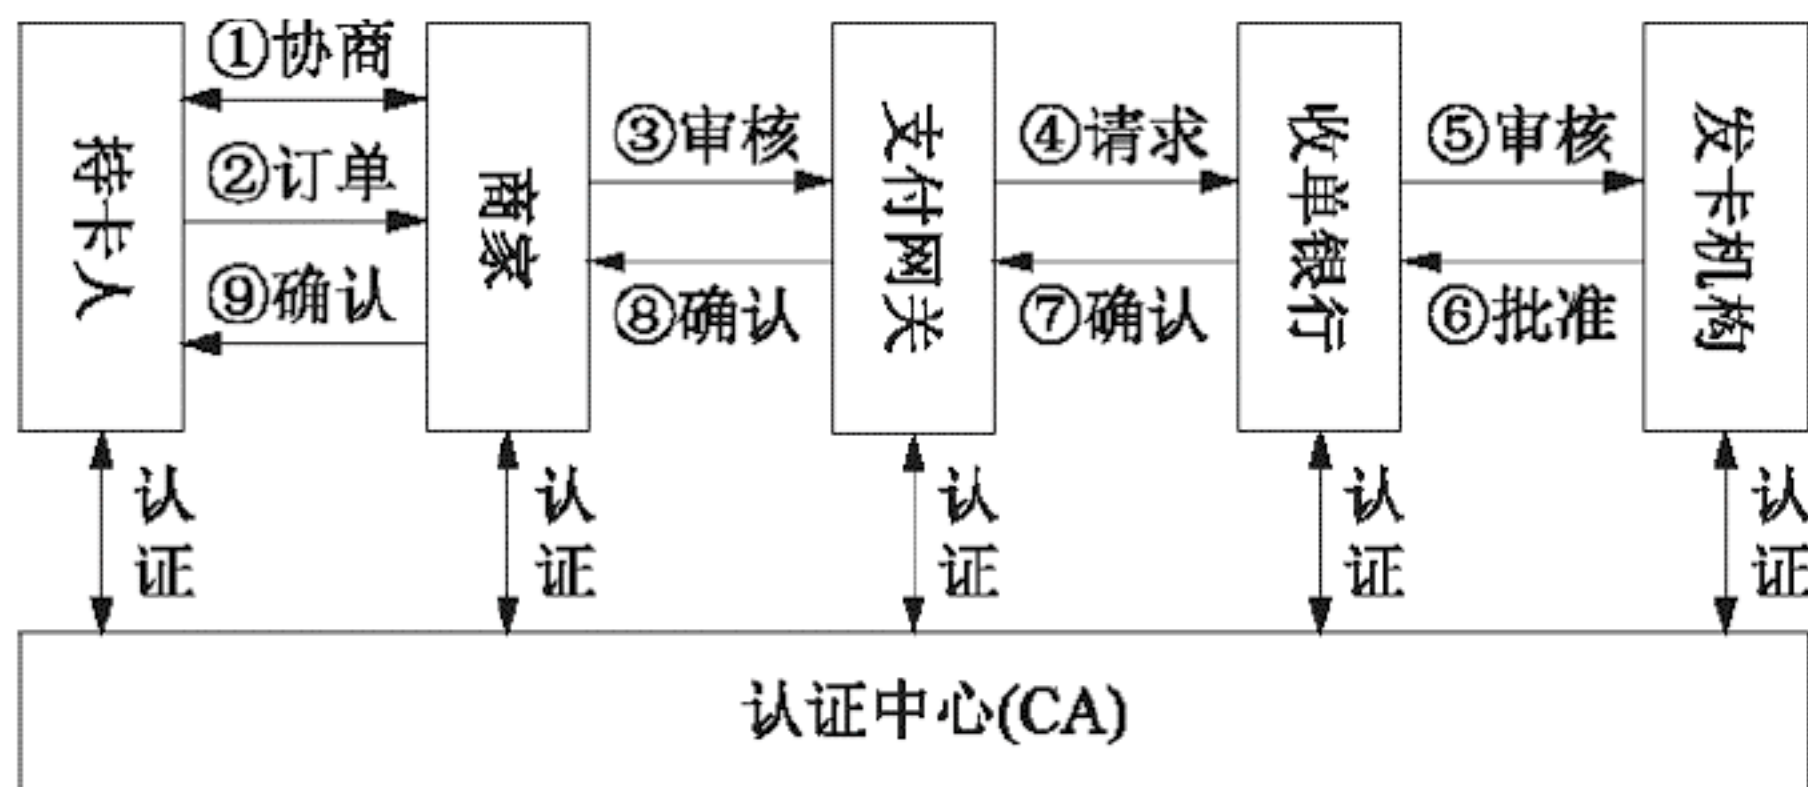 ①协商
②订单
⑨确认
③审核
⑧确认
④请求
⑦确认
⑤审核
⑥批准
持卡人
商家
支付网关
收单银行
发卡机构
认证
认证
认证
认证
认证
认证中心(CA)